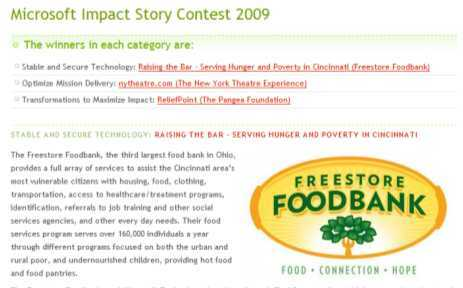 Microsoft Impact Story Contest 2009
The winners in each category are:
Stable and Secure Technology: Raising the Bar - Serving Hunger and Poverty in Cincinnati (Freestore Foodbank)
Optimize Mission Delivery: nytheatre.com (The New York Theatre Experience)
Transformations to Maximize Impact: ReliefPoint (The Pangea Foundation)
STABLE AND SECURE TECHNOLOGY: RAISING THE BAR - SERVING HUNGER AND POVERTY IN CINCINNATI
The Freestore Foodbank, the third largest food bank in Ohio,
provides a full array of services to assist the Cincinnati area's
most vulnerable citizens with housing, food, clothing,
transportation, access to healthcare/treatment programs,
identification, referrals to job training and other social
services agencies, and other every day needs. Their food
services program serves over 160,000 individuals a year
through different programs focused on both the urban and
rural poor, and undernourished children, providing hot food
and food pantries.
FREESTORE
FOODBANK
FOOD • CONNECTION • HOPE